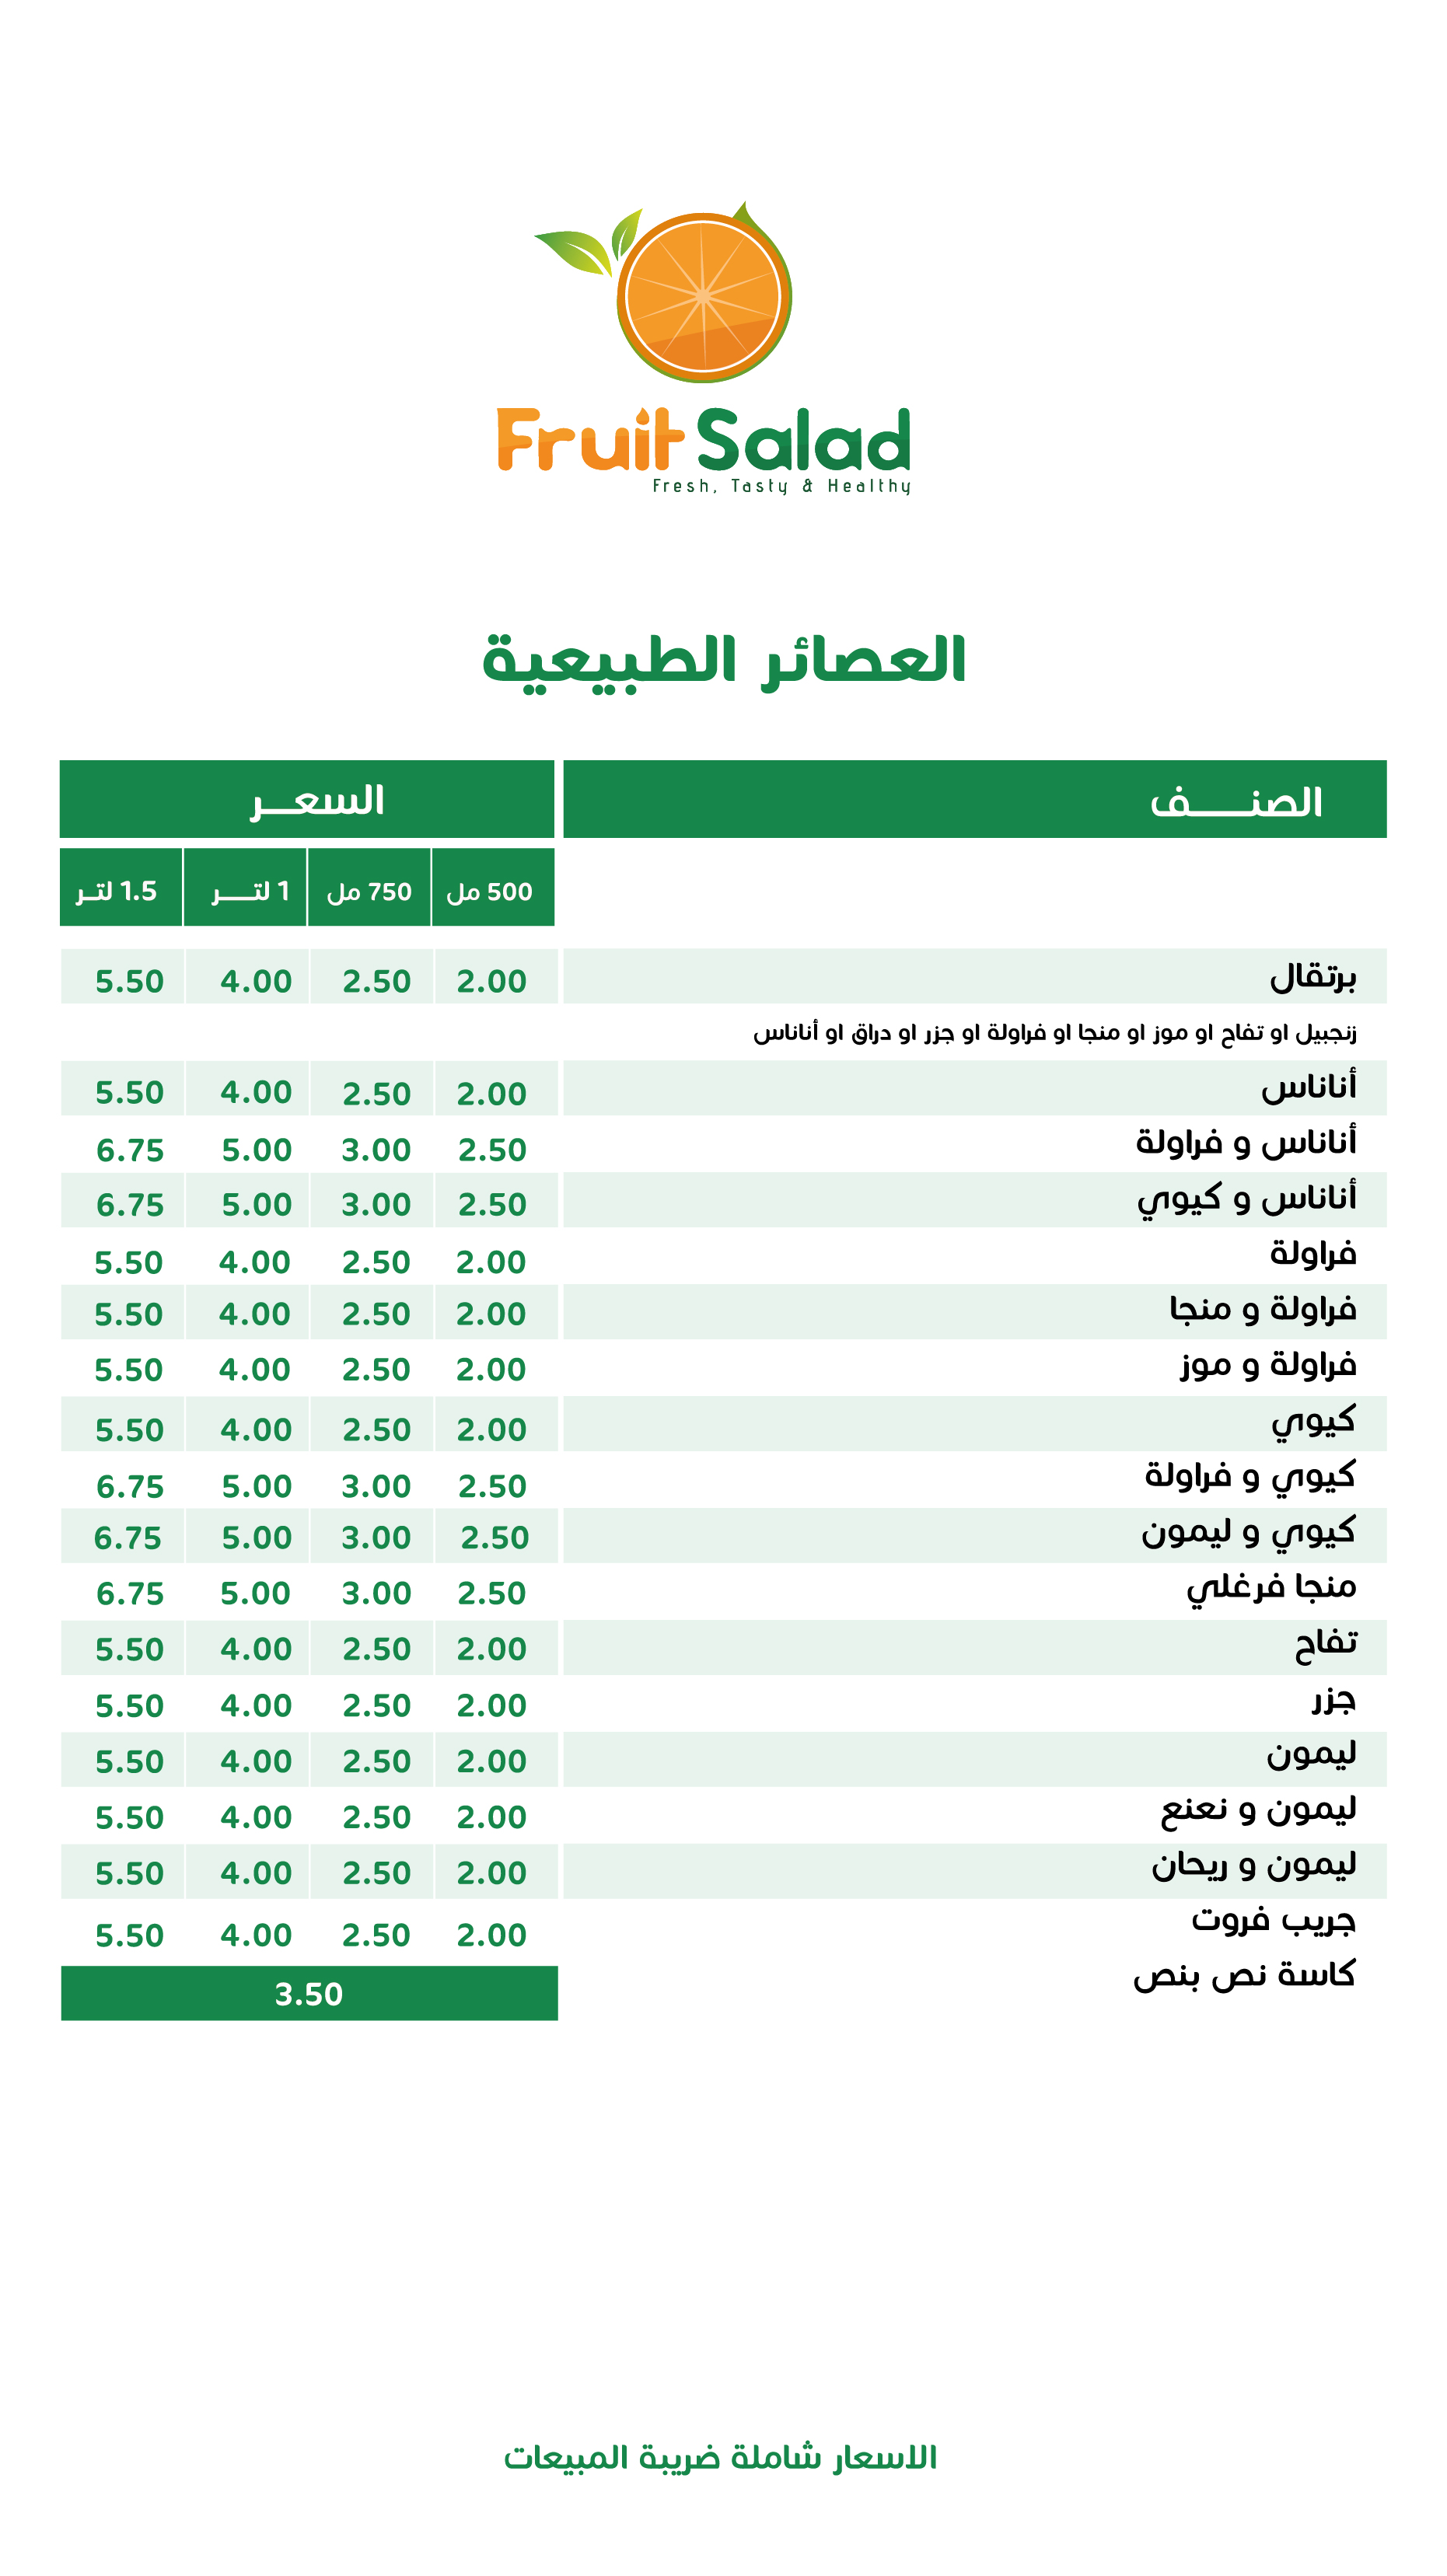 Fruit Salad
Fresh, Tasty & Healthy
العصائر الطبيعية
الصنـــــف السعـــر
500 مل 750 مل 1 لتـــر 1.5 لتـر
برتقال 2.00 2.50 4.00 5.50
زنجبيل او تفاح او موز او منجا او فراولة او جزر او دراق او أناناس
أناناس 2.00 2.50 4.00 5.50
أناناس و فراولة 2.50 3.00 5.00 6.75
أناناس و كيوي 2.50 3.00 5.00 6.75
فراولة 2.00 2.50 4.00 5.50
فراولة و منجا 2.00 2.50 4.00 5.50
فراولة و موز 2.00 2.50 4.00 5.50
كيوي 2.00 2.50 4.00 5.50
كيوي و فراولة 2.50 3.00 5.00 6.75
كيوي و ليمون 2.50 3.00 5.00 6.75
منجا فرغلي 2.50 3.00 5.00 6.75
تفاح 2.00 2.50 4.00 5.50
جزر 2.00 2.50 4.00 5.50
ليمون 2.00 2.50 4.00 5.50
ليمون و نعنع 2.00 2.50 4.00 5.50
ليمون و ريحان 2.00 2.50 4.00 5.50
جريب فروت 2.00 2.50 4.00 5.50
كاسة نص بنص 3.50
الاسعار شاملة ضريبة المبيعات